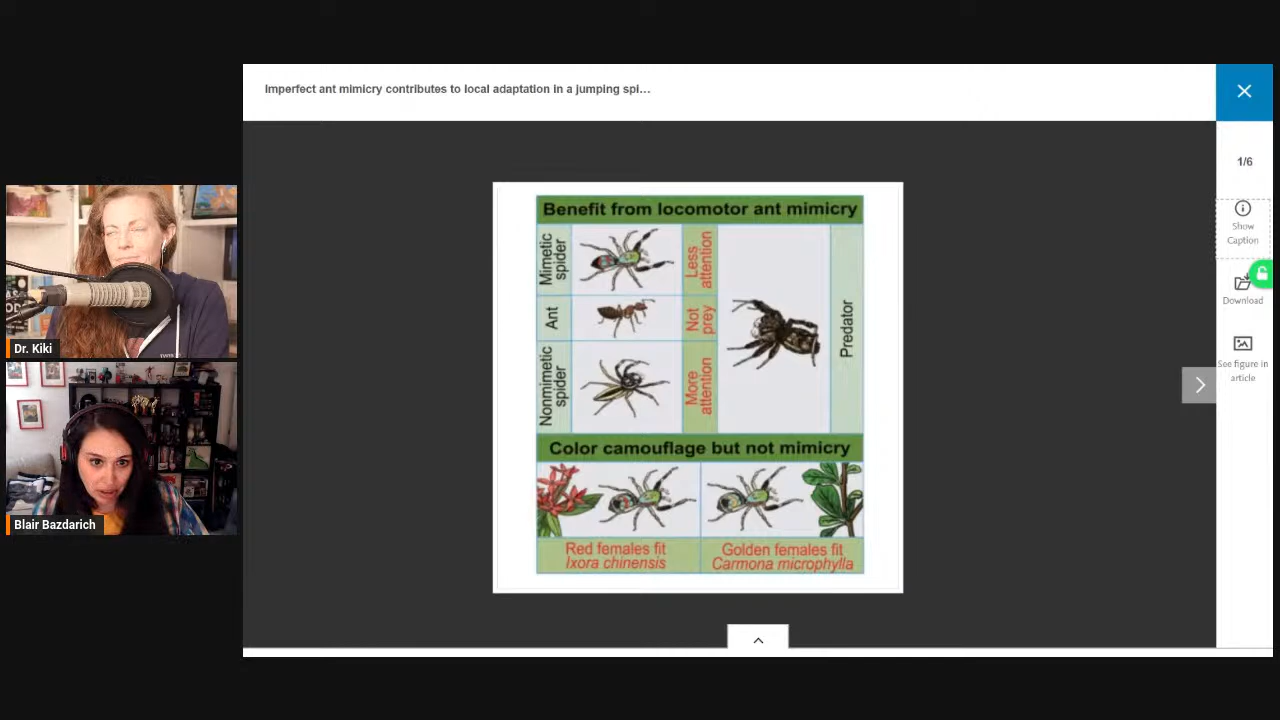 Imperfect ant mimicry contributes to local adaptation in a jumping spi...
1/6
Show
Caption
Download
See figure in
article
Benefit from locomotor ant mimicry
Mimetic
spider
Less
attention
Ant
Not
prey
Nonmimetic
spider
More
attention
Predator
Color camouflage but not mimicry
Red females fit
Ixora chinensis
Golden females fit
Carmona microphylla
Dr. Kiki
Blair Bazdarich